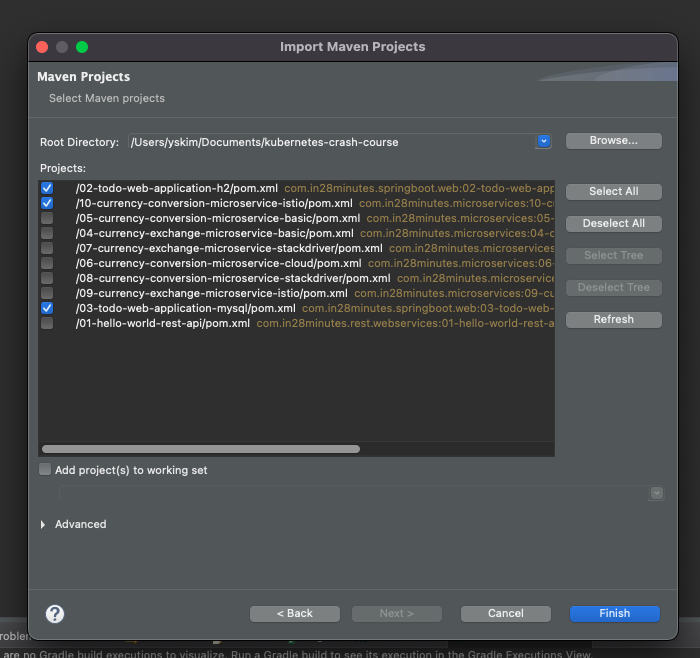 Import Maven Projects
Maven Projects
Select Maven projects
Root Directory: /Users/yskim/Documents/kubernetes-crash-course
Browse...
Projects:
/02-todo-web-application-h2/pom.xml com.in28minutes.springboot.web:02-todo-web-app
/10-currency-conversion-microservice-istio/pom.xml com.in28minutes.microservices:10-c
/05-currency-conversion-microservice-basic/pom.xml com.in28minutes.microservices:05-
/04-currency-exchange-microservice-basic/pom.xml com.in28minutes.microservices:04-c
/07-currency-exchange-microservice-stackdriver/pom.xml com.in28minutes.microservices
/06-currency-conversion-microservice-cloud/pom.xml com.in28minutes.microservices:06-
/08-currency-conversion-microservice-stackdriver/pom.xml com.in28minutes.microservic
/09-currency-exchange-microservice-istio/pom.xml com.in28minutes.microservices:09-cu
/03-todo-web-application-mysql/pom.xml com.in28minutes.springboot.web:03-todo-web-
/01-hello-world-rest-api/pom.xml com.in28minutes.rest.webservices:01-hello-world-rest-a
Select All
Deselect All
Select Tree
Deselect Tree
Refresh
Add project(s) to working set
Advanced
?
< Back
Next >
Cancel
Finish
are no Gradle build executions to visualize. Run a Gradle build to see its execution in the Gradle Executions View.